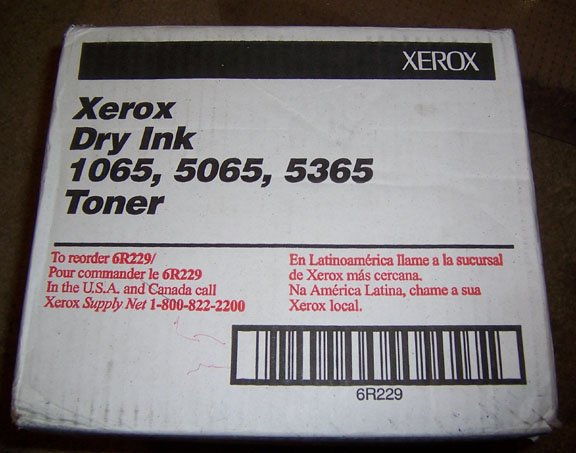 XEROX
Xerox
Dry Ink
1065, 5065, 5365
Toner
To reorder 6R229/
Pour commander le 6R229
In the U.S.A. and Canada call
Xerox Supply Net 1-800-822-2200
En Latinoamérica llame a la sucursal
de Xerox más cercana.
Na América Latina, chame a sua
Xerox local.
6R229